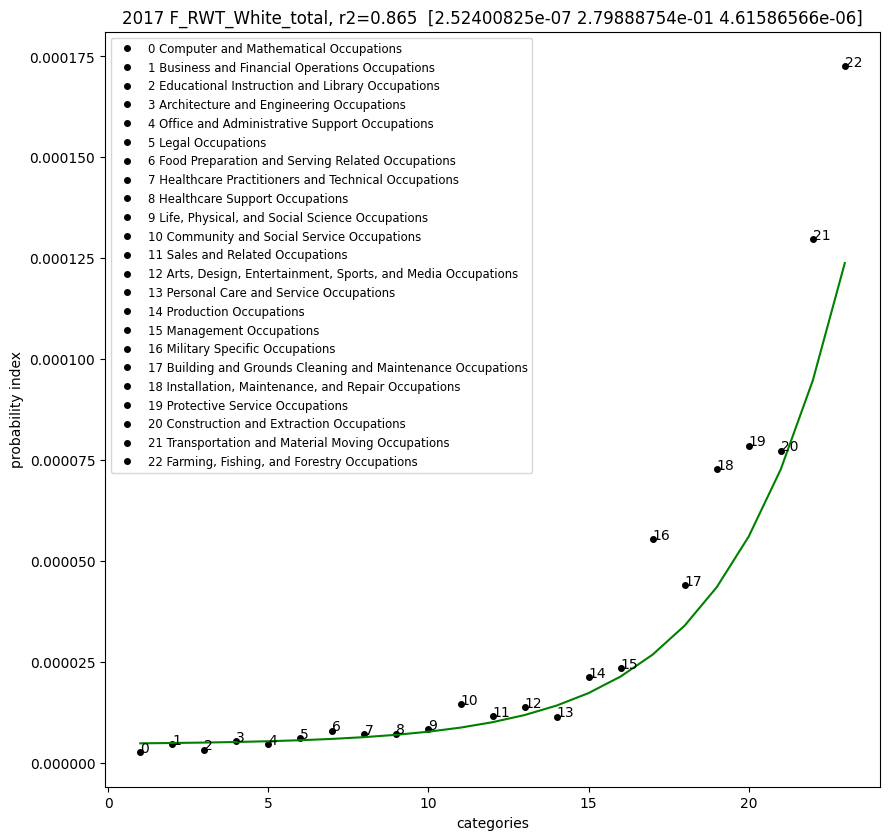 2017 F_RWT_White_total, r2=0.865  [2.52400825e-07 2.79888754e-01 4.61586566e-06]
0.000175
0.000150
0.000125
0.000100
0.000075
0.000050
0.000025
0.000000
probability index
0 Computer and Mathematical Occupations
1 Business and Financial Operations Occupations
2 Educational Instruction and Library Occupations
3 Architecture and Engineering Occupations
4 Office and Administrative Support Occupations
5 Legal Occupations
6 Food Preparation and Serving Related Occupations
7 Healthcare Practitioners and Technical Occupations
8 Healthcare Support Occupations
9 Life, Physical, and Social Science Occupations
10 Community and Social Service Occupations
11 Sales and Related Occupations
12 Arts, Design, Entertainment, Sports, and Media Occupations
13 Personal Care and Service Occupations
14 Production Occupations
15 Management Occupations
16 Military Specific Occupations
17 Building and Grounds Cleaning and Maintenance Occupations
18 Installation, Maintenance, and Repair Occupations
19 Protective Service Occupations
20 Construction and Extraction Occupations
21 Transportation and Material Moving Occupations
22 Farming, Fishing, and Forestry Occupations
0
1
2
3
4
5
6
7
8
9
10
11
12
13
14
15
16
17
18
19
20
21
22
0
5
10
15
20
categories